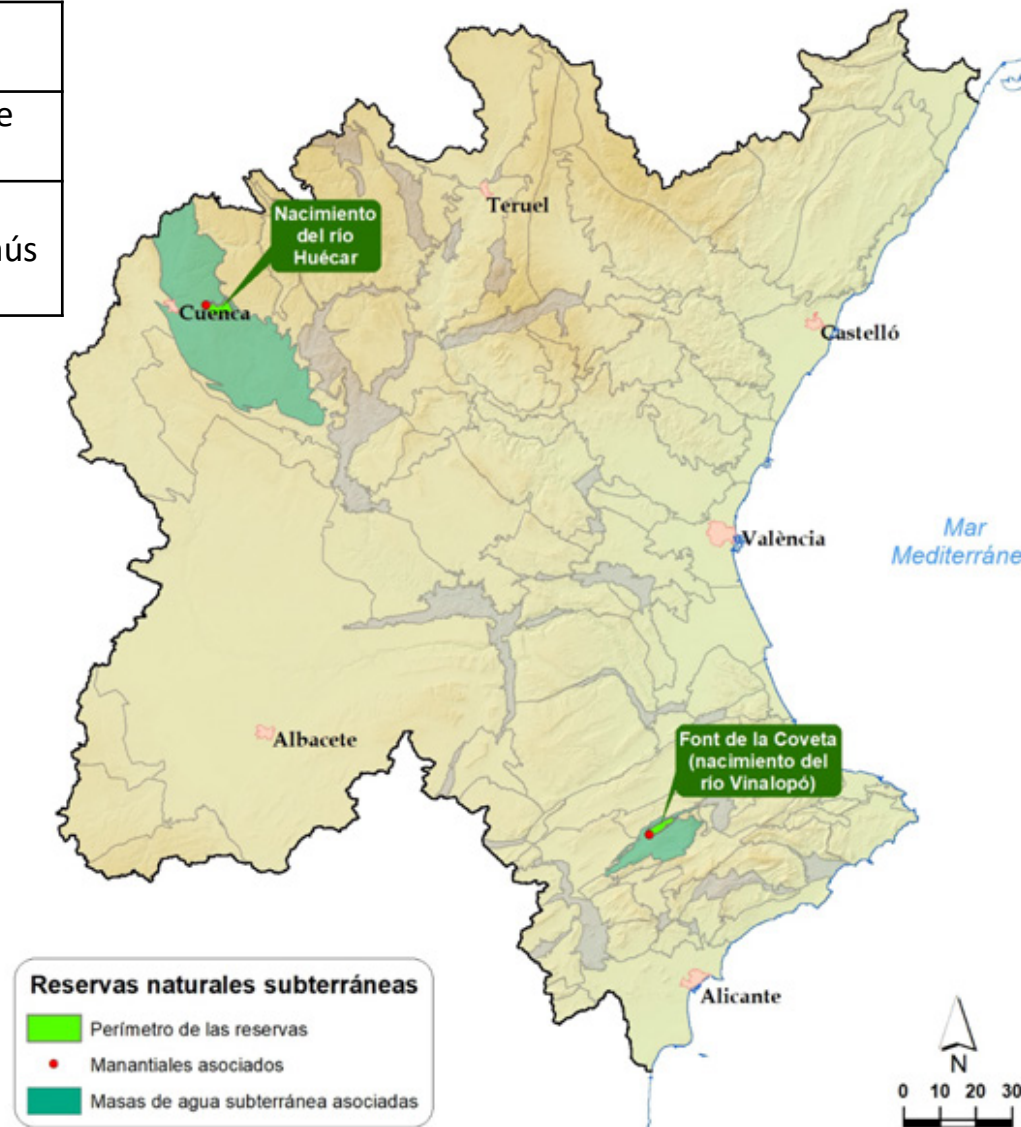 e
ús
Teruel
Nacimiento
del río
Huécar
Cuenca
Castelló
València
Mar
Mediterráne
Albacete
Font de la Coveta
(nacimiento del
río Vinalopó)
Alicante
Reservas naturales subterráneas
Perímetro de las reservas
Manantiales asociados
Masas de agua subterránea asociadas
N
0 10 20 30